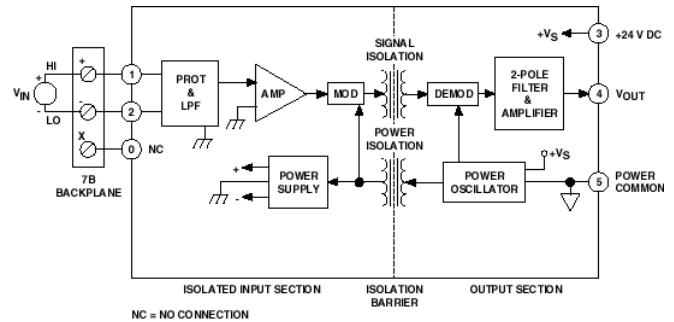 SIGNAL
ISOLATION
+VS
3
+24 V DC
HI
+
1
PROT
&
LPF
AMP
MOD
DEMOD
2-POLE
FILTER
&
AMPLIFIER
4
VOUT
VIN
+
-
LO
-
2
X
0
NC
7B
BACKPLANE
POWER
ISOLATION
+
-
POWER
SUPPLY
+VS
POWER
OSCILLATOR
5
POWER
COMMON
ISOLATED INPUT SECTION
ISOLATION
BARRIER
OUTPUT SECTION
NC = NO CONNECTION